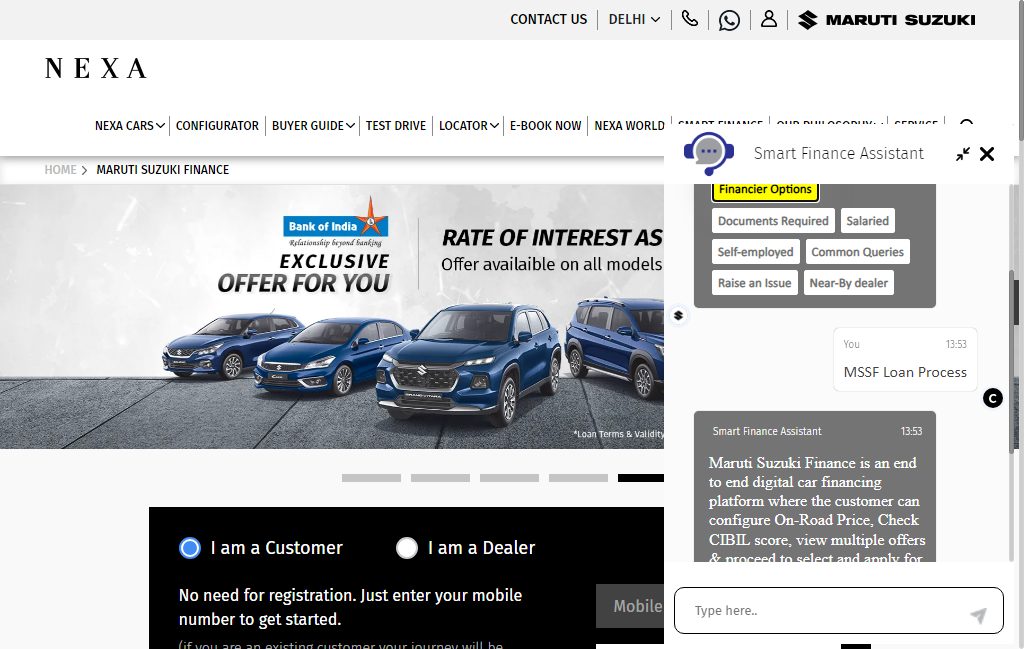 CONTACT US
DELHI
MARUTI SUZUKI
NEXA
NEXA CARS
CONFIGURATOR
BUYER GUIDE
TEST DRIVE
LOCATOR
E-BOOK NOW
NEXA WORLD
SMART FINANCE
OUR PHILOSOPHY
SERVICE
HOME
MARUTI SUZUKI FINANCE
Bank of India
Relationship beyond banking
EXCLUSIVE
OFFER FOR YOU
RATE OF INTEREST AS
Offer availaible on all models
GRAND VITARA
*Loan Terms & Validity
I am a Customer
I am a Dealer
No need for registration. Just enter your mobile
number to get started.
(if you are an existing customer your journey will be
Mobile
Smart Finance Assistant
Financier Options
Documents Required
Salaried
Self-employed
Common Queries
Raise an Issue
Near-By dealer
You
13:53
MSSF Loan Process
C
Smart Finance Assistant
13:53
Maruti Suzuki Finance is an end
to end digital car financing
platform where the customer can
configure On-Road Price, Check
CIBIL score, view multiple offers
& proceed to select and apply for
Type here..